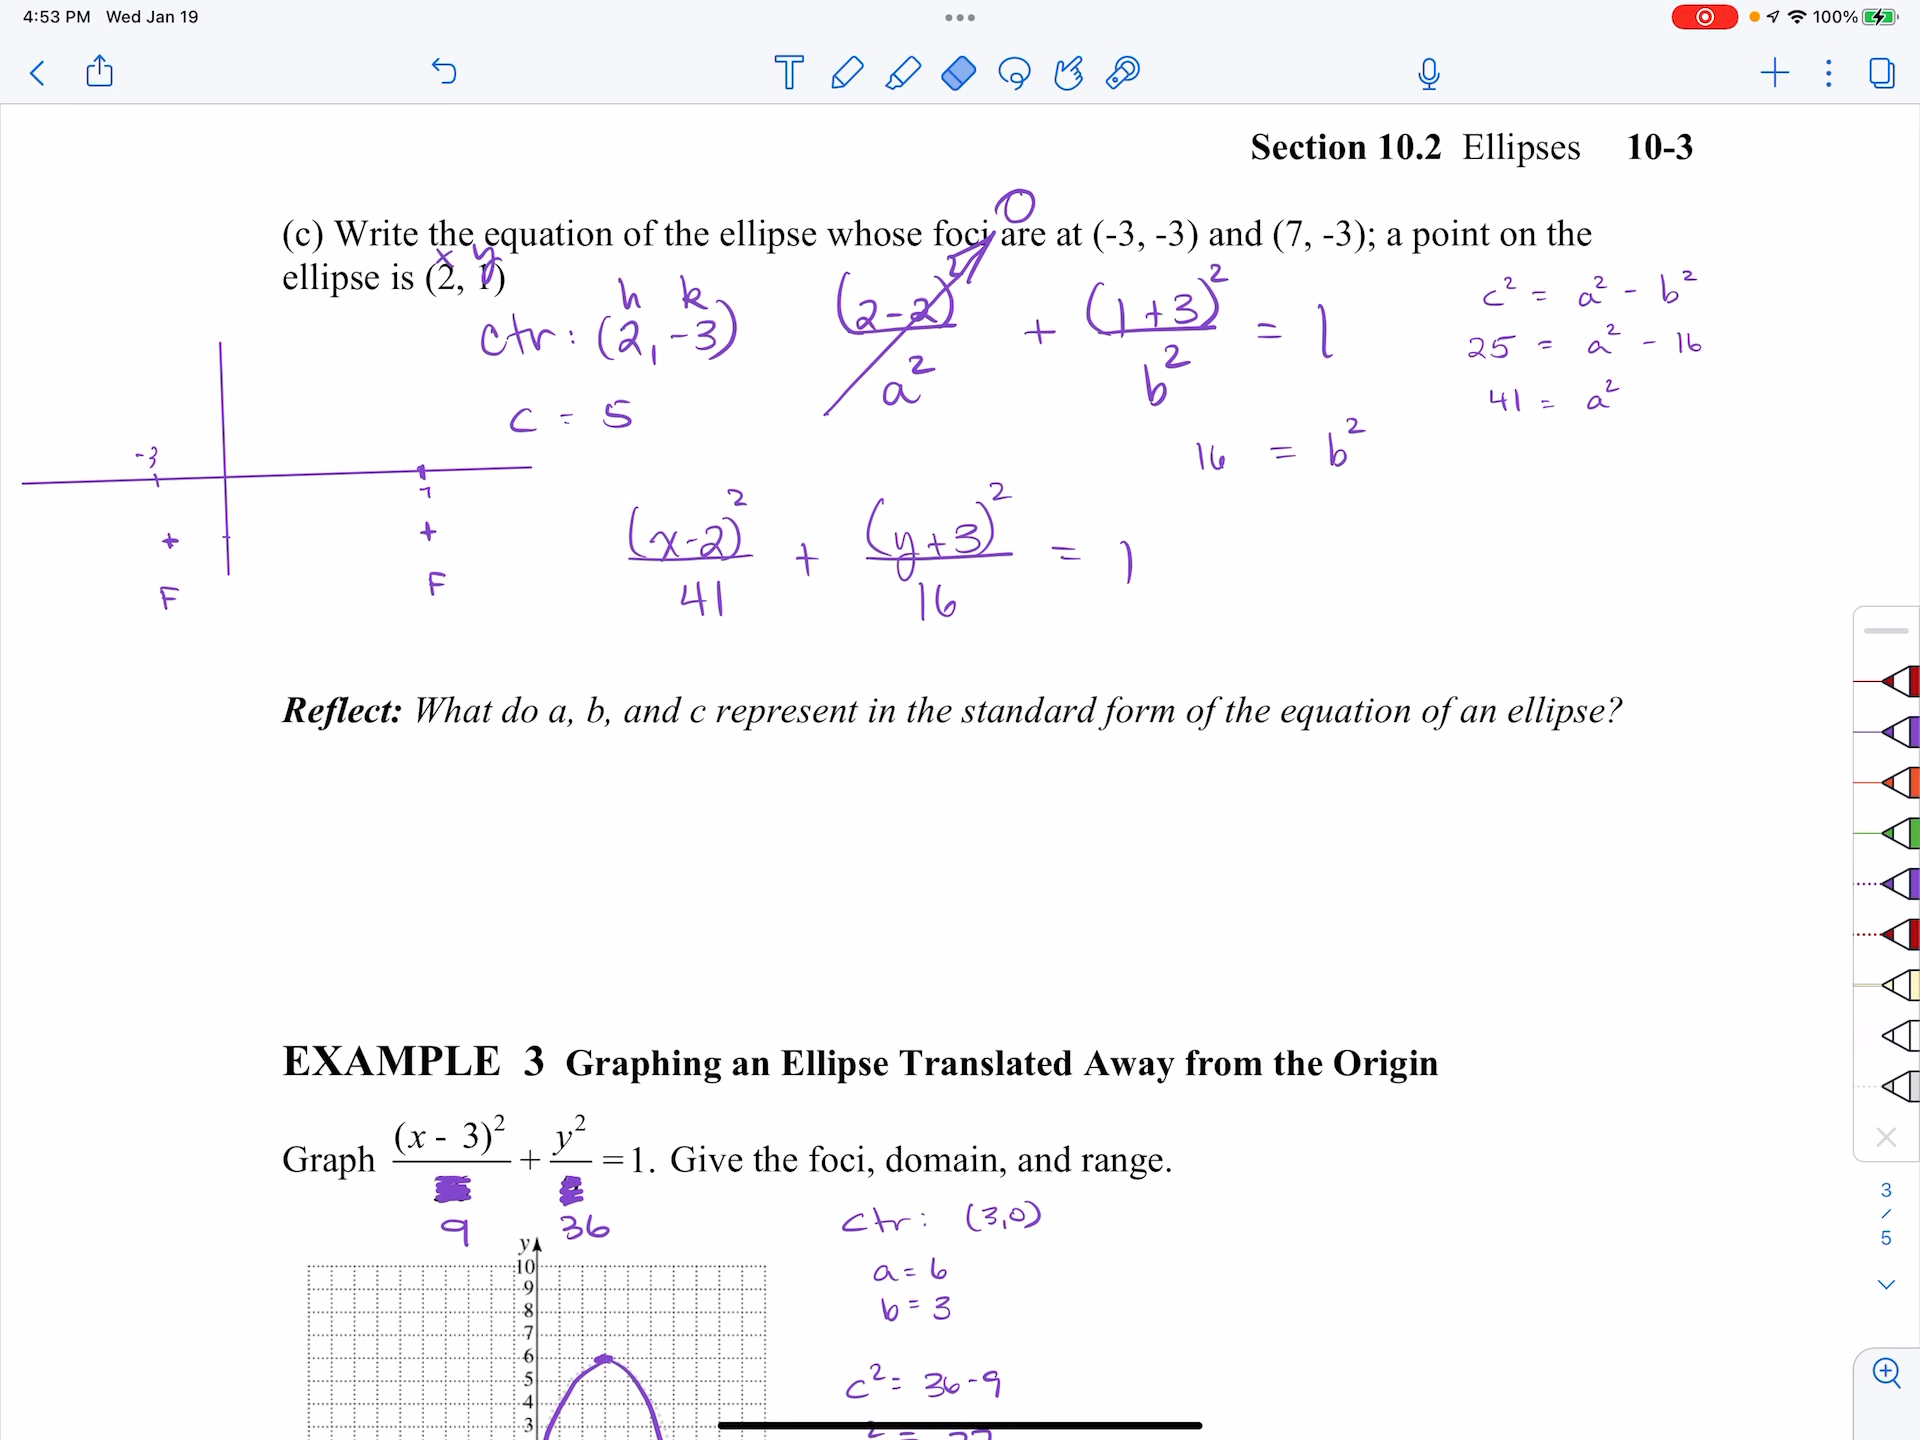 4:53 PM Wed Jan 19
100%
Section 10.2 Ellipses 10-3
(c) Write the equation of the ellipse whose foci are at (-3, -3) and (7, -3); a point on the
ellipse is (2, 1)
x y
h k
ctr: (2, -3)
c = 5
(2-2)/a² + (1+3)²/b² = 1
0
16 = b²
c² = a² - b²
25 = a² - 16
41 = a²
-3
7
F
F
(x-2)²/41 + (y+3)²/16 = 1
Reflect: What do a, b, and c represent in the standard form of the equation of an ellipse?
EXAMPLE 3 Graphing an Ellipse Translated Away from the Origin
Graph (x - 3)² + y² = 1. Give the foci, domain, and range.
9 36
ctr: (3,0)
a = 6
b = 3
c² = 36-9
y
10
9
8
7
6
5
4
3
3
/
5